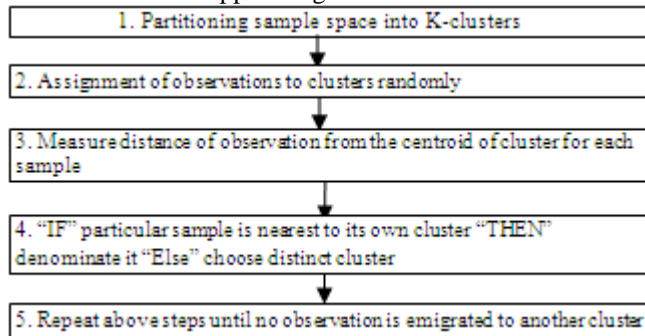 1. Partitioning sample space into K-clusters
2. Assignment of observations to clusters randomly
3. Measure distance of observation from the centroid of cluster for each
sample
4. “IF” particular sample is nearest to its own cluster “THEN”
denominate it “Else” choose distinct cluster
5. Repeat above steps until no observation is emigrated to another cluster